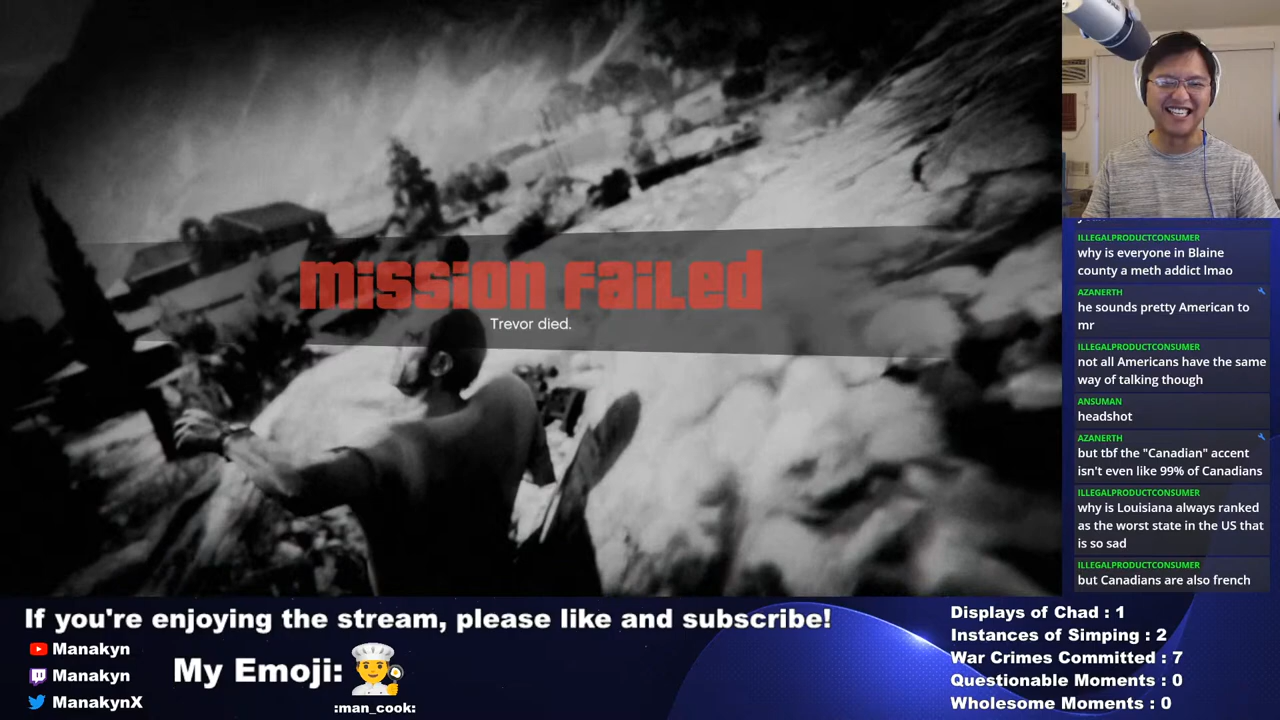 mission failed
Trevor died.
ILLEGALPRODUCTCONSUMER
why is everyone in Blaine
county a meth addict lmao
AZANERTH
he sounds pretty American to
mr
ILLEGALPRODUCTCONSUMER
not all Americans have the same
way of talking though
ANSUMAN
headshot
AZANERTH
but tbf the "Canadian" accent
isn't even like 99% of Canadians
ILLEGALPRODUCTCONSUMER
why is Louisiana always ranked
as the worst state in the US that
is so sad
ILLEGALPRODUCTCONSUMER
but Canadians are also french
If you're enjoying the stream, please like and subscribe!
Manakyn
Manakyn
ManakynX
My Emoji:
:man_cook:
Displays of Chad : 1
Instances of Simping : 2
War Crimes Committed : 7
Questionable Moments : 0
Wholesome Moments : 0